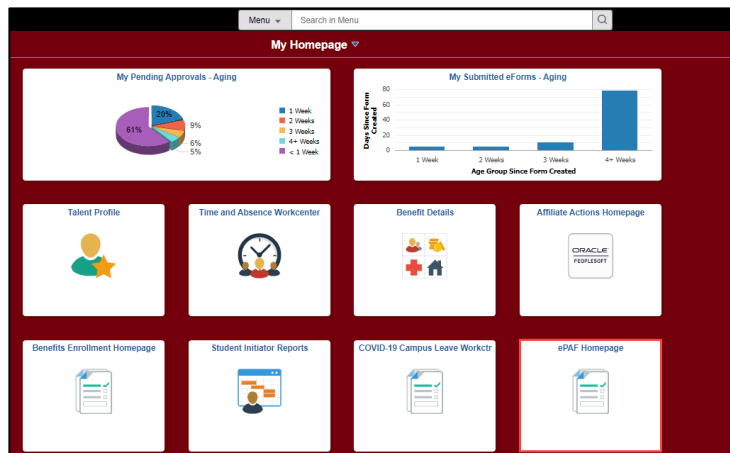 Menu
Search in Menu
My Homepage
My Pending Approvals - Aging
20%
9%
6%
5%
61%
1 Week
2 Weeks
3 Weeks
4+ Weeks
< 1 Week
My Submitted eForms - Aging
Days Since Form
Created
80
60
40
20
0
1 Week
2 Weeks
3 Weeks
4+ Weeks
Age Group Since Form Created
Talent Profile
Time and Absence Workcenter
Benefit Details
Affiliate Actions Homepage
ORACLE
PEOPLESOFT
Benefits Enrollment Homepage
Student Initiator Reports
COVID-19 Campus Leave Workctr
ePAF Homepage